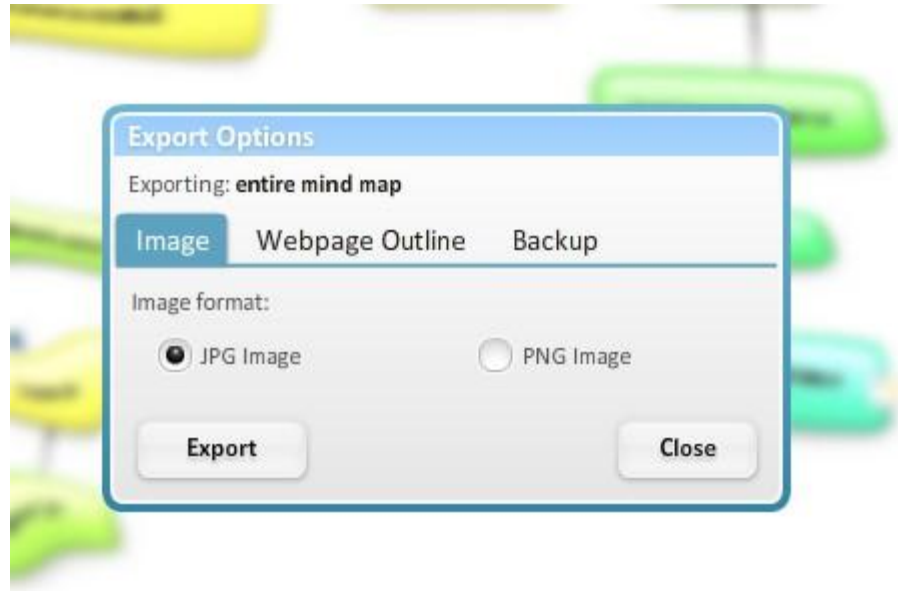 Export Options
Exporting: entire mind map
Image Webpage Outline Backup
Image format:
JPG Image PNG Image
Export Close